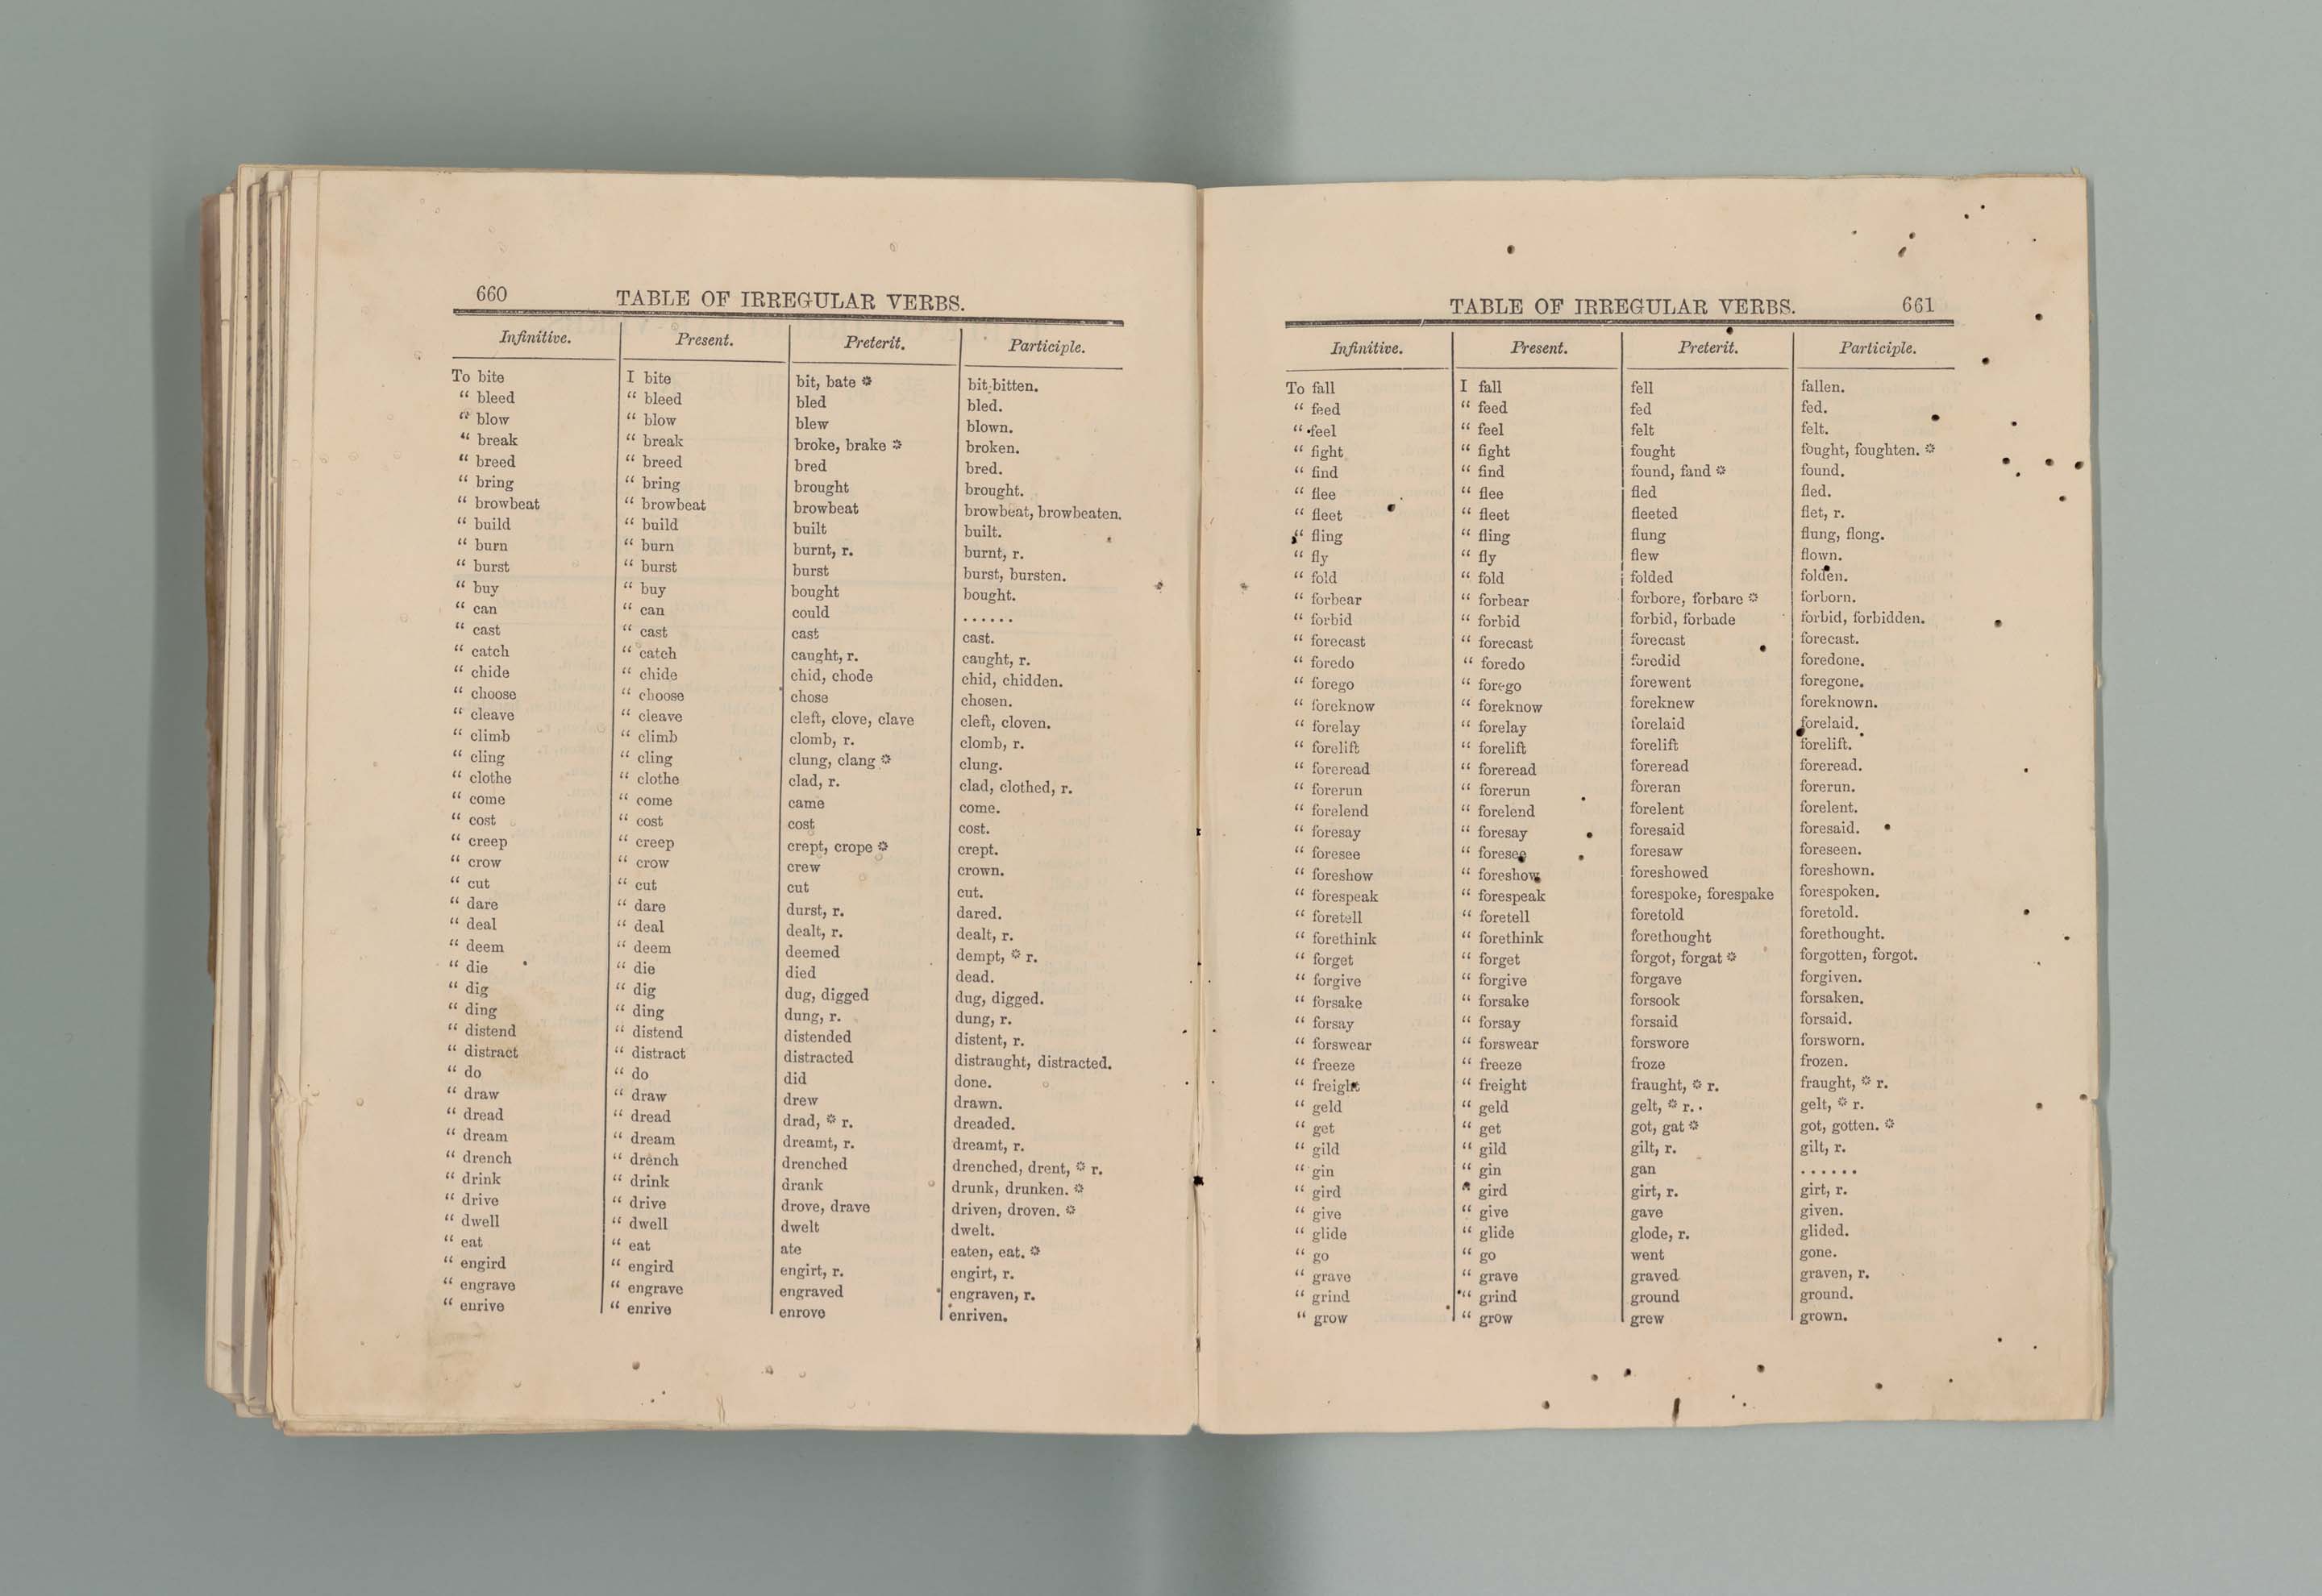 660 TABLE OF IRREGULAR VERBS.
Infinitive. Present. Preterit. Participle.
To bite I bite bit, bate ✡ bit, bitten.
“ bleed “ bleed bled bled.
“ blow “ blow blew blown.
“ break “ break broke, brake ✡ broken.
“ breed “ breed bred bred.
“ bring “ bring brought brought.
“ browbeat “ browbeat browbeat browbeat, browbeaten.
“ build “ build built built.
“ burn “ burn burnt, r. burnt, r.
“ burst “ burst burst burst, bursten.
“ buy “ buy bought bought.
“ can “ can could ......
“ cast “ cast cast cast.
“ catch “ catch caught, r. caught, r.
“ chide “ chide chid, chode chid, chidden.
“ choose “ choose chose chosen.
“ cleave “ cleave cleft, clove, clave cleft, cloven.
“ climb “ climb clomb, r. clomb, r.
“ cling “ cling clung, clang ✡ clung.
“ clothe “ clothe clad, r. clad, clothed, r.
“ come “ come came come.
“ cost “ cost cost cost.
“ creep “ creep crept, crope ✡ crept.
“ crow “ crow crew crown.
“ cut “ cut cut cut.
“ dare “ dare durst, r. dared.
“ deal “ deal dealt, r. dealt, r.
“ deem “ deem deemed dempt, ✡ r.
“ die “ die died dead.
“ dig “ dig dug, digged dug, digged.
“ ding “ ding dung, r. dung, r.
“ distend “ distend distended distent, r.
“ distract “ distract distracted distraught, distracted.
“ do “ do did done.
“ draw “ draw drew drawn.
“ dread “ dread drad, ✡ r. dreaded.
“ dream “ dream dreamt, r. dreamt, r.
“ drench “ drench drenched drenched, drent, ✡ r.
“ drink “ drink drank drunk, drunken. ✡
“ drive “ drive drove, drave driven, droven. ✡
“ dwell “ dwell dwelt dwelt.
“ eat “ eat ate eaten, eat. ✡
“ engird “ engird engirt, r. engirt, r.
“ engrave “ engrave engraved engraven, r.
“ enrive “ enrive enrove enriven.
TABLE OF IRREGULAR VERBS. 661
Infinitive. Present. Preterit. Participle.
To fall I fall fell fallen.
“ feed “ feed fed fed.
“ feel “ feel felt felt.
“ fight “ fight fought fought, foughten. ✡
“ find “ find found, fand ✡ found.
“ flee “ flee fled fled.
“ fleet “ fleet fleeted flet, r.
“ fling “ fling flung flung, flong.
“ fly “ fly flew flown.
“ fold “ fold folded folden.
“ forbear “ forbear forbore, forbare ✡ forborn.
“ forbid “ forbid forbid, forbade forbid, forbidden.
“ forecast “ forecast forecast forecast.
“ foredo “ foredo foredid foredone.
“ forego “ forego forewent foregone.
“ foreknow “ foreknow foreknew foreknown.
“ forelay “ forelay forelaid forelaid.
“ forelift “ forelift forelift forelift.
“ foreread “ foreread foreread foreread.
“ forerun “ forerun foreran forerun.
“ forelend “ forelend forelent forelent.
“ foresay “ foresay foresaid foresaid.
“ foresee “ foresee foresaw foreseen.
“ foreshow “ foreshow foreshowed foreshown.
“ forespeak “ forespeak forespoke, forespake forespoken.
“ foretell “ foretell foretold foretold.
“ forethink “ forethink forethought forethought.
“ forget “ forget forgot, forgat ✡ forgotten, forgot.
“ forgive “ forgive forgave forgiven.
“ forsake “ forsake forsook forsaken.
“ forsay “ forsay forsaid forsaid.
“ forswear “ forswear forswore forsworn.
“ freeze “ freeze froze frozen.
“ freight “ freight fraught, ✡ r. fraught, ✡ r.
“ geld “ geld gelt, ✡ r. gelt, ✡ r.
“ get “ get got, gat ✡ got, gotten. ✡
“ gild “ gild gilt, r. gilt, r.
“ gin “ gin gan ......
“ gird “ gird girt, r. girt, r.
“ give “ give gave given.
“ glide “ glide glode, r. glided.
“ go “ go went gone.
“ grave “ grave graved graven, r.
“ grind “ grind ground ground.
“ grow “ grow grew grown.